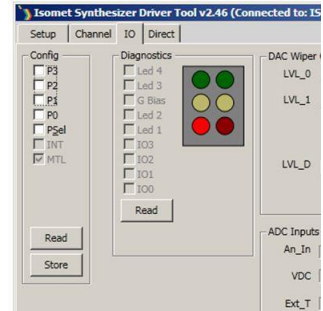 Isomet Synthesizer Driver Tool v2.46 (Connected to: IS
Setup Channel IO Direct
Config
P3
P2
P1
P0
PSel
INT
MTL
Read
Store
Diagnostics
Led 4
Led 3
G Bias
Led 2
Led 1
IO3
IO2
IO1
IO0
Read
DAC Wiper
LVL_0
LVL_1
LVL_D
ADC Inputs
An_In
VDC
Ext_T